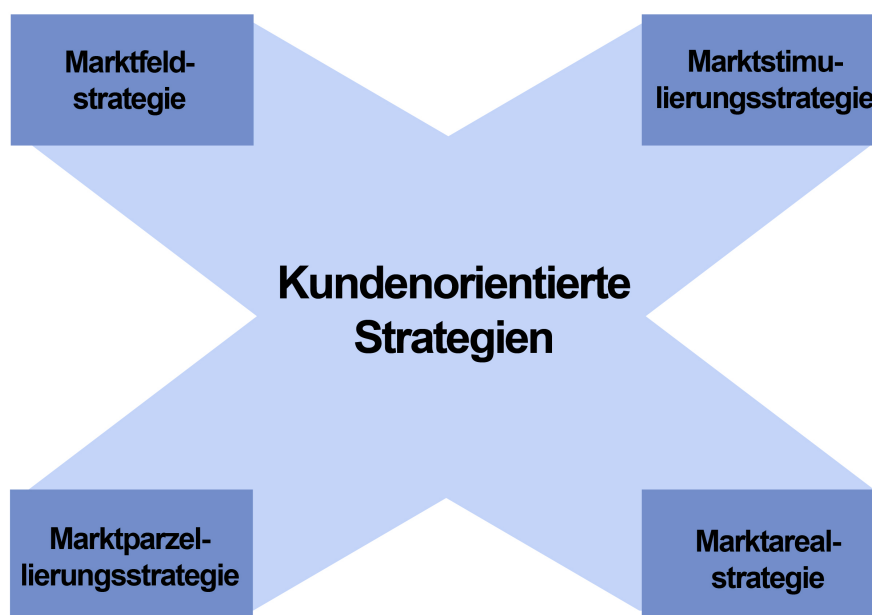 Marktfeld-
strategie
Marktstimu-
lierungsstrategie
Kundenorientierte
Strategien
Marktparzel-
lierungsstrategie
Marktareal-
strategie